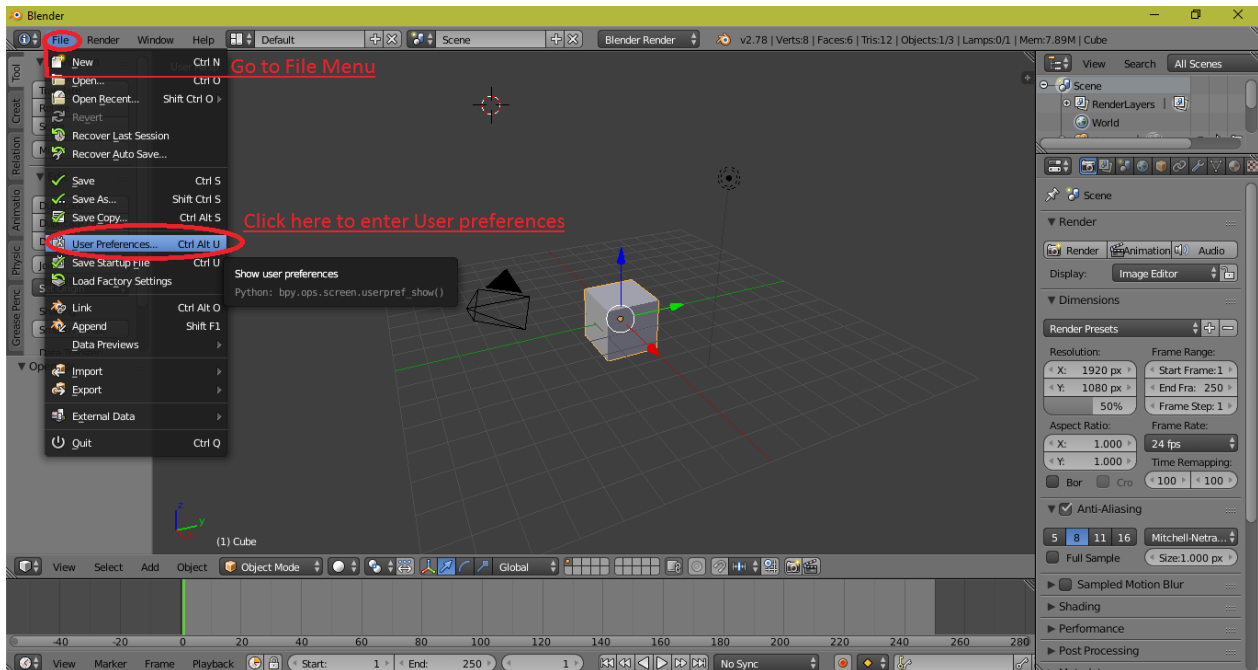 Blender
File Render Window Help Default Scene Blender Render v2.78 | Verts:8 | Faces:6 | Tris:12 | Objects:1/3 | Lamps:0/1 | Mem:7.89M | Cube
New Ctrl N
Go to File Menu
Open... Ctrl O
Open Recent... Shift Ctrl O
Revert
Recover Last Session
Recover Auto Save...
Save Ctrl S
Save As... Shift Ctrl S
Save Copy... Ctrl Alt S
Click here to enter User preferences
User Preferences... Ctrl Alt U
Save Startup File Ctrl U
Load Factory Settings
Show user preferences
Python: bpy.ops.screen.userpref_show()
Link Ctrl Alt O
Append Shift F1
Data Previews
Import
Export
External Data
Quit Ctrl Q
Tool
Creat
Relation
Animatio
Physic
Grease Penc
z
y
(1) Cube
View Select Add Object Object Mode Global
-40 -20 0 20 40 60 80 100 120 140 160 180 200 220 240 260 280
View Marker Frame Playback Start: 1 End: 250 1 No Sync
View Search All Scenes
Scene
RenderLayers
World
Scene
Render
Render Animation Audio
Display: Image Editor
Dimensions
Render Presets
Resolution: Frame Range:
X: 1920 px Start Frame:1
Y: 1080 px End Fra: 250
50% Frame Step: 1
Aspect Ratio: Frame Rate:
X: 1.000 24 fps
Y: 1.000 Time Remapping:
Bor Cro 100 100
Anti-Aliasing
5 8 11 16 Mitchell-Netra...
Full Sample Size:1.000 px
Sampled Motion Blur
Shading
Performance
Post Processing